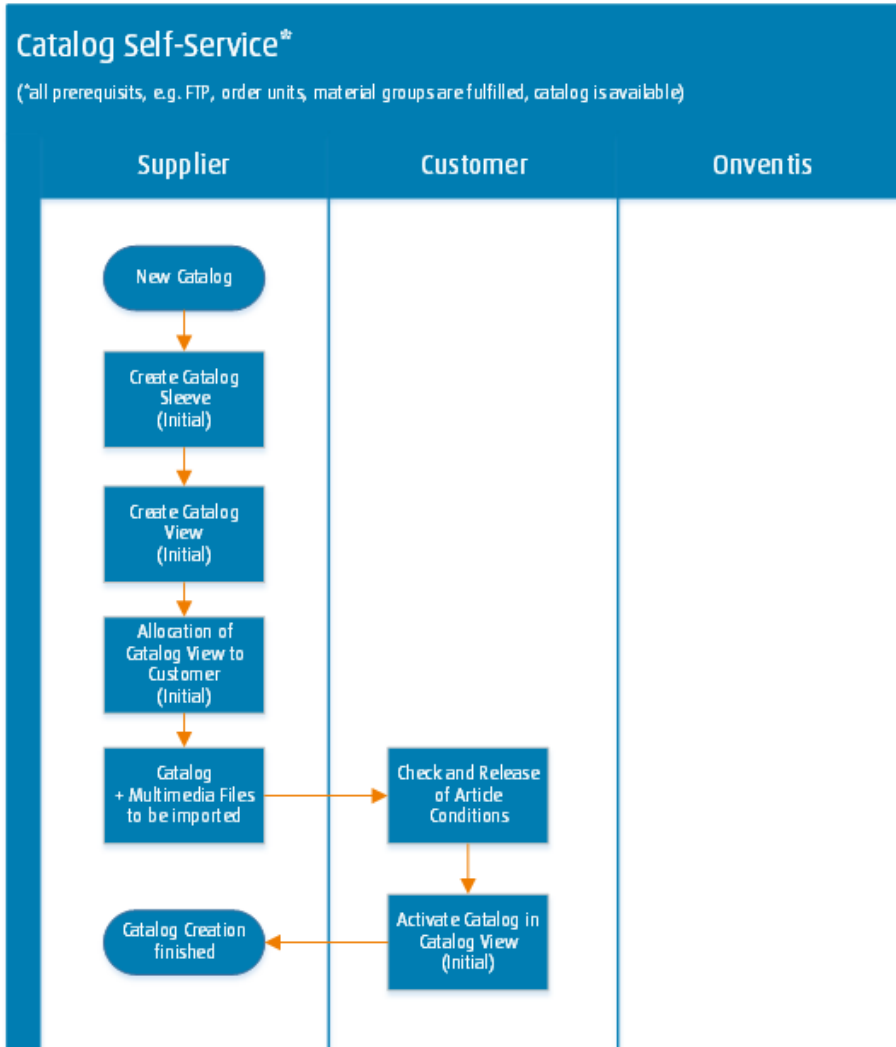 Catalog Self-Service*
(*all prerequisits, e.g. FTP, order units, material groups are fulfilled, catalog is available)
Supplier
Customer
Onventis
New Catalog
Create Catalog
Sleeve
(Initial)
Create Catalog
View
(Initial)
Allocation of
Catalog View to
Customer
(Initial)
Catalog
+ Multimedia Files
to be imported
Check and Release
of Article
Conditions
Activate Catalog in
Catalog View
(Initial)
Catalog Creation
finished